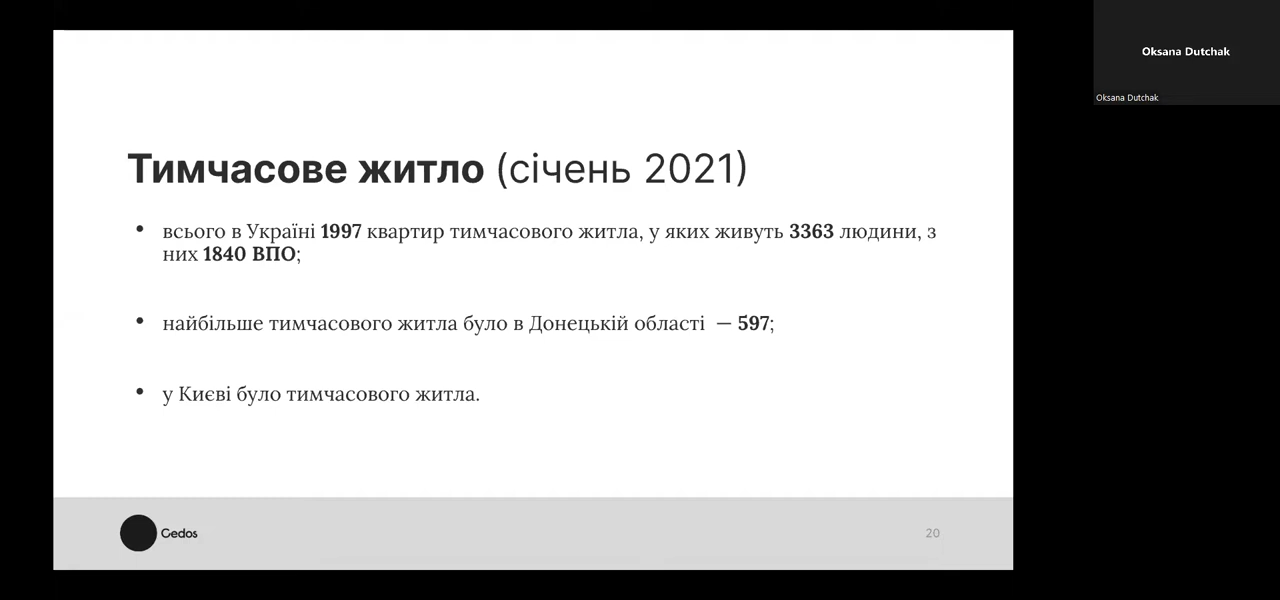 Oksana Dutchak
Oksana Dutchak
Тимчасове житло (січень 2021)
• всього в Україні 1997 квартир тимчасового житла, у яких живуть 3363 людини, з
них 1840 ВПО;
• найбільше тимчасового житла було в Донецькій області — 597;
• у Києві було тимчасового житла.
Cedos
20